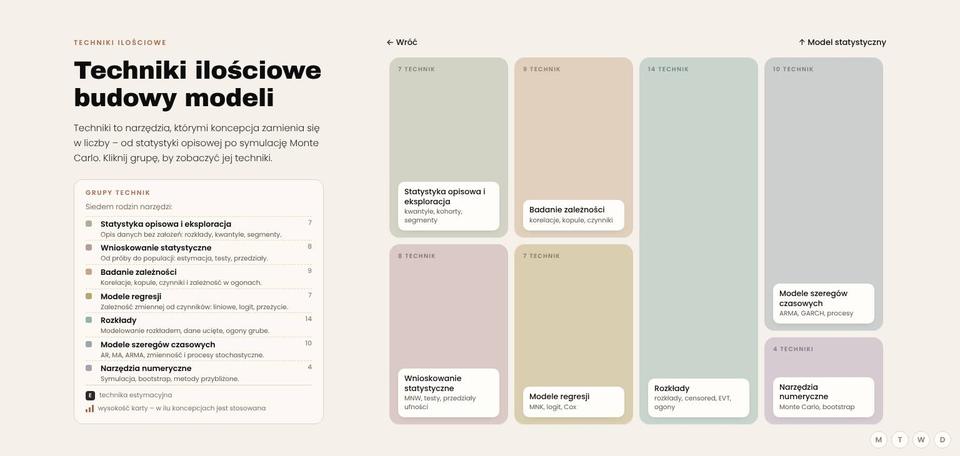 TECHNIKI ILOŚCIOWE
Techniki ilościowe
budowy modeli
Techniki to narzędzia, którymi koncepcja zamienia się
w liczby – od statystyki opisowej po symulację Monte
Carlo. Kliknij grupę, by zobaczyć jej techniki.
GRUPY TECHNIK
Siedem rodzin narzędzi:
Statystyka opisowa i eksploracja 7
Opis danych bez założeń: rozkłady, kwantyle, segmenty.
Wnioskowanie statystyczne 8
Od próby do populacji: estymacja, testy, przedziały.
Badanie zależności 9
Korelacje, kopule, czynniki i zależność w ogonach.
Modele regresji 7
Zależność zmiennej od czynników: liniowe, logit, przeżycie.
Rozkłady 14
Modelowanie rozkładem, dane ucięte, ogony grube.
Modele szeregów czasowych 10
AR, MA, ARMA, zmienność i procesy stochastyczne.
Narzędzia numeryczne 4
Symulacja, bootstrap, metody przybliżone.
E technika estymacyjna
wysokość karty – w ilu koncepcjach jest stosowana
← Wróć
↑ Model statystyczny
7 TECHNIK
Statystyka opisowa i
eksploracja
kwantyle, kohorty,
segmenty
8 TECHNIK
Wnioskowanie
statystyczne
MNW, testy, przedziały
ufności
9 TECHNIK
Badanie zależności
korelacje, kopule, czynniki
7 TECHNIK
Modele regresji
MNK, logit, Cox
14 TECHNIK
Rozkłady
rozkłady, censored, EVT,
ogony
10 TECHNIK
Modele szeregów
czasowych
ARMA, GARCH, procesy
4 TECHNIKI
Narzędzia
numeryczne
Monte Carlo, bootstrap
M T W D